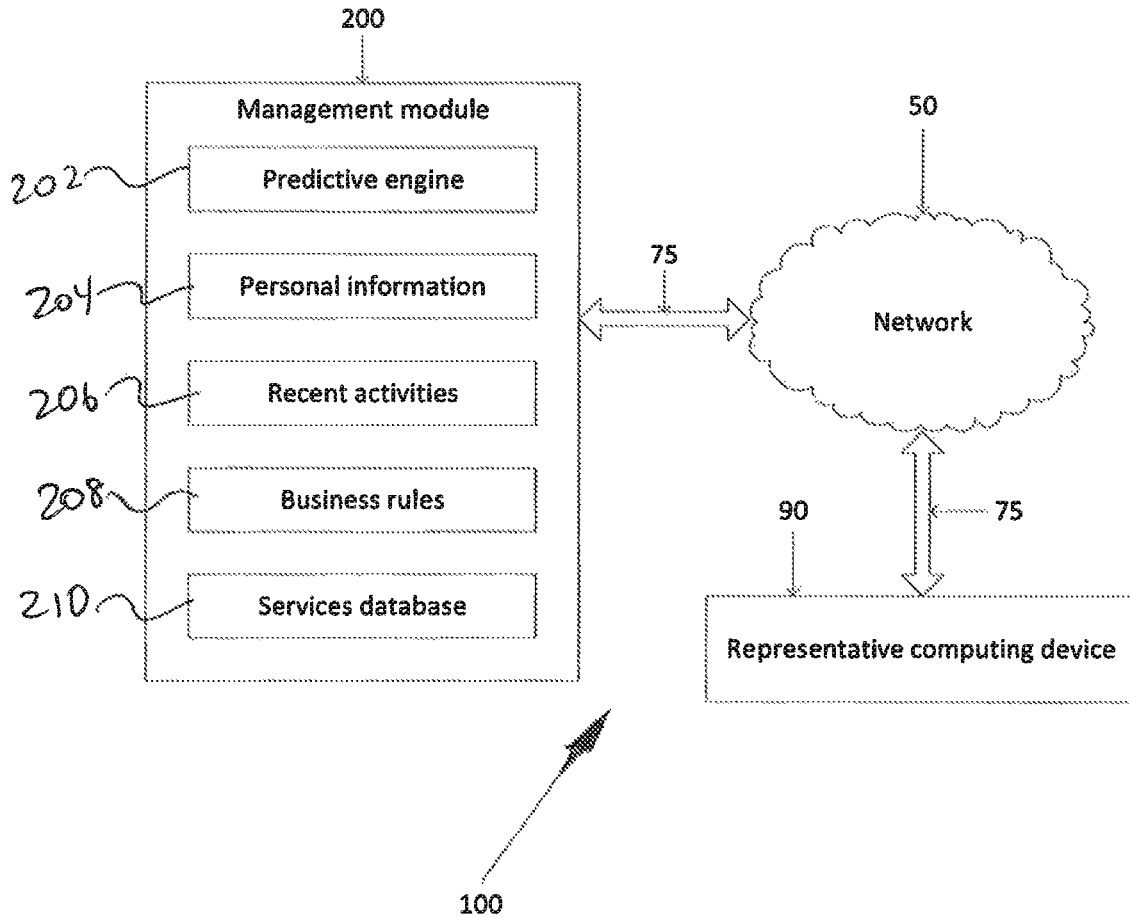 200
Management module
50
202
Predictive engine
204
Personal information
75
Network
206
Recent activities
208
Business rules
90
75
210
Services database
Representative computing device
100